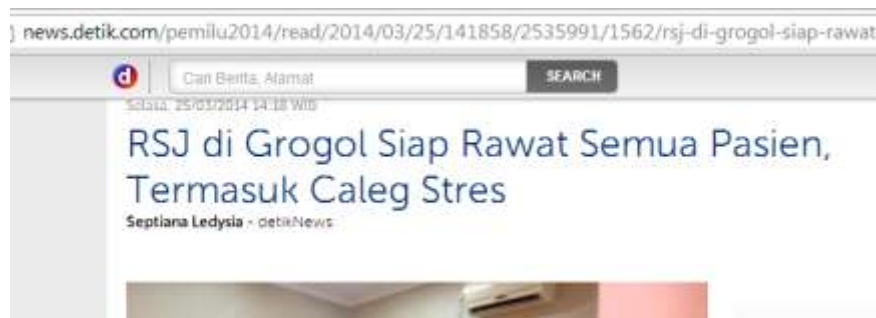 news.detik.com/pemilu2014/read/2014/03/25/141858/2535991/1562/rsj-di-grogol-siap-rawat
d Cari Berita, Alamat SEARCH
Selasa, 25/03/2014 14:18 WIB
RSJ di Grogol Siap Rawat Semua Pasien,
Termasuk Caleg Stres
Septiana Ledysia - detikNews